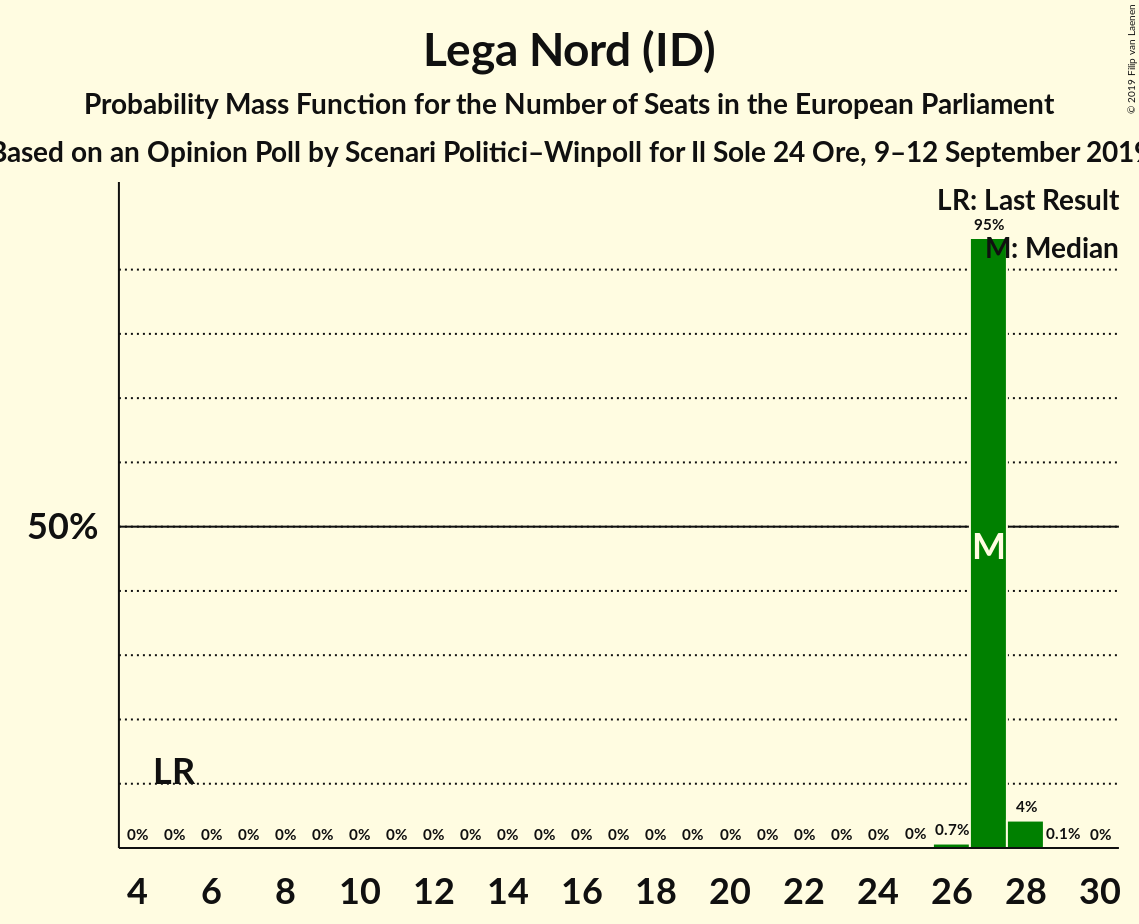 Lega Nord (ID)
Probability Mass Function for the Number of Seats in the European Parliament
Based on an Opinion Poll by Scenari Politici–Winpoll for Il Sole 24 Ore, 9–12 September 2019
© 2019 Filip van Laenen
LR: Last Result
95%
M: Median
50%
M
LR
4%
0% 0% 0% 0% 0% 0% 0% 0% 0% 0% 0% 0% 0% 0% 0% 0% 0% 0% 0% 0% 0% 0% 0.7% 0.1% 0%
4 6 8 10 12 14 16 18 20 22 24 26 28 30